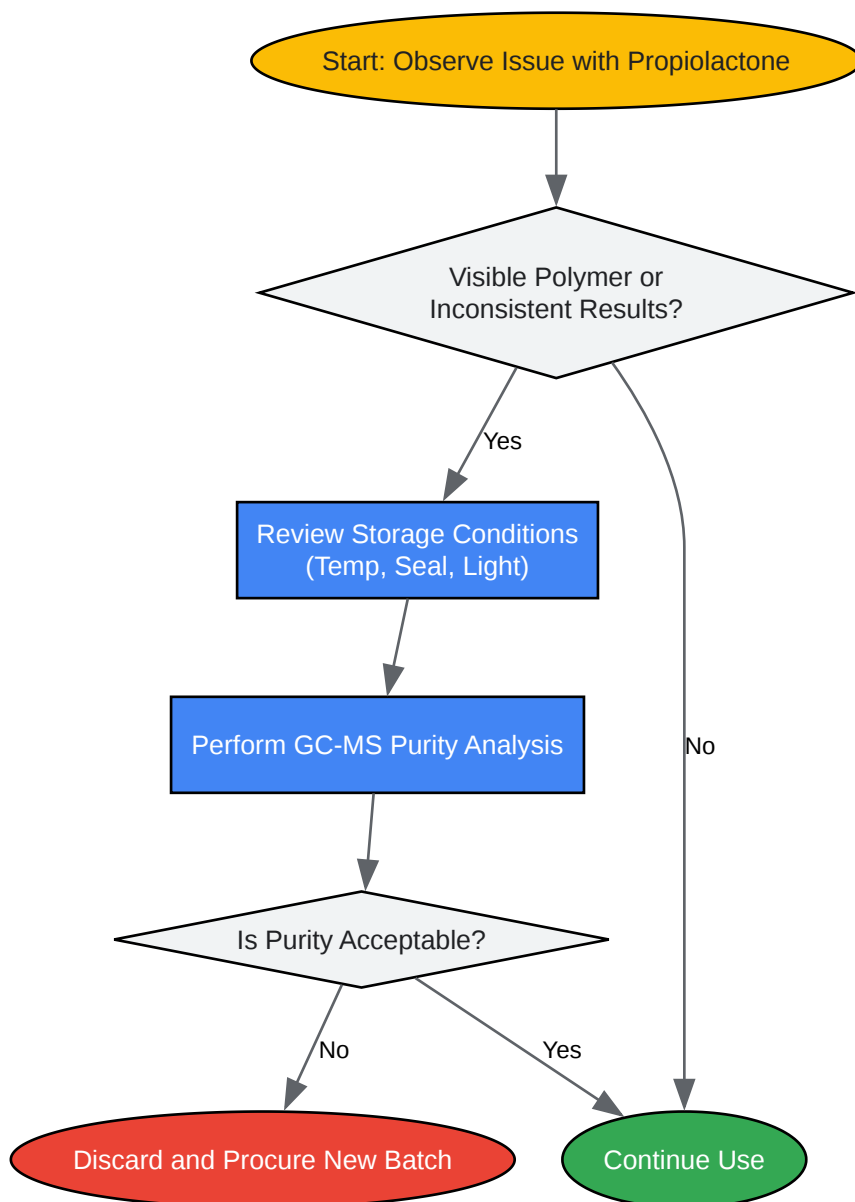 Start: Observe Issue with Propiolactone
Visible Polymer or
Inconsistent Results?
Yes
Review Storage Conditions
(Temp, Seal, Light)
Perform GC-MS Purity Analysis
No
Is Purity Acceptable?
No
Yes
Discard and Procure New Batch
Continue Use